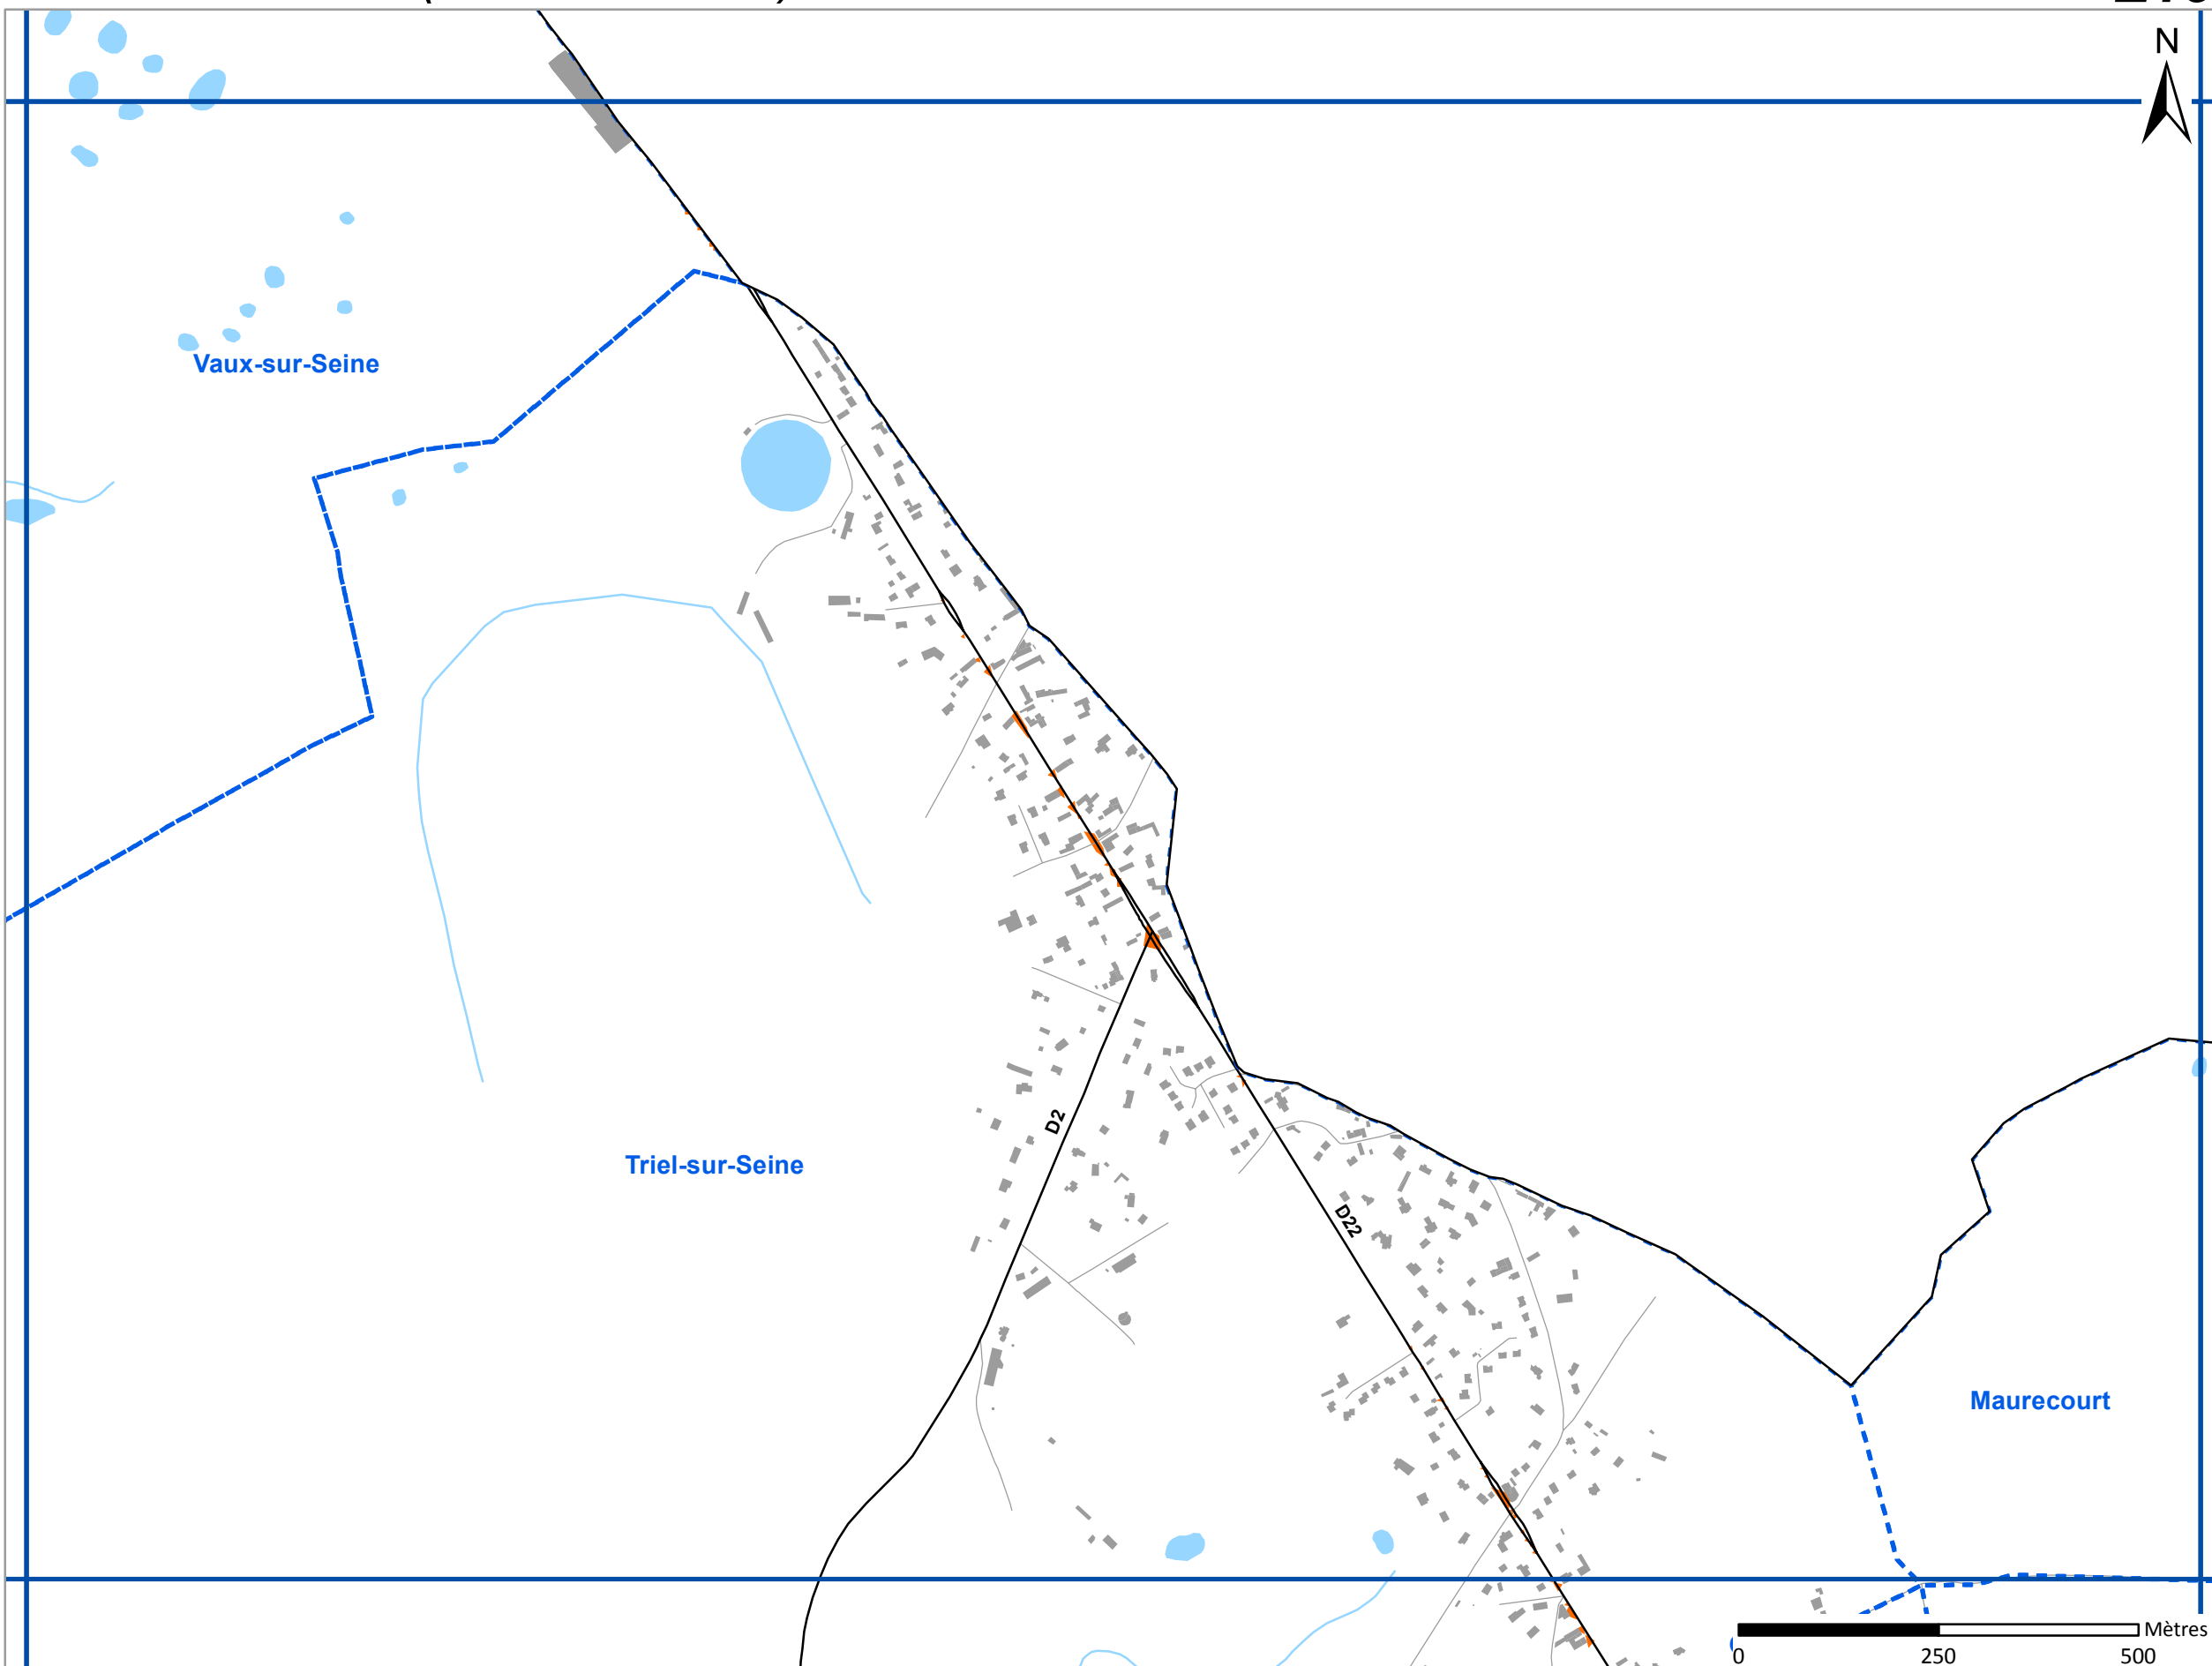 N
Vaux-sur-Seine
D2
Triel-sur-Seine
D22
Maurecourt
Mètres
0 250 500